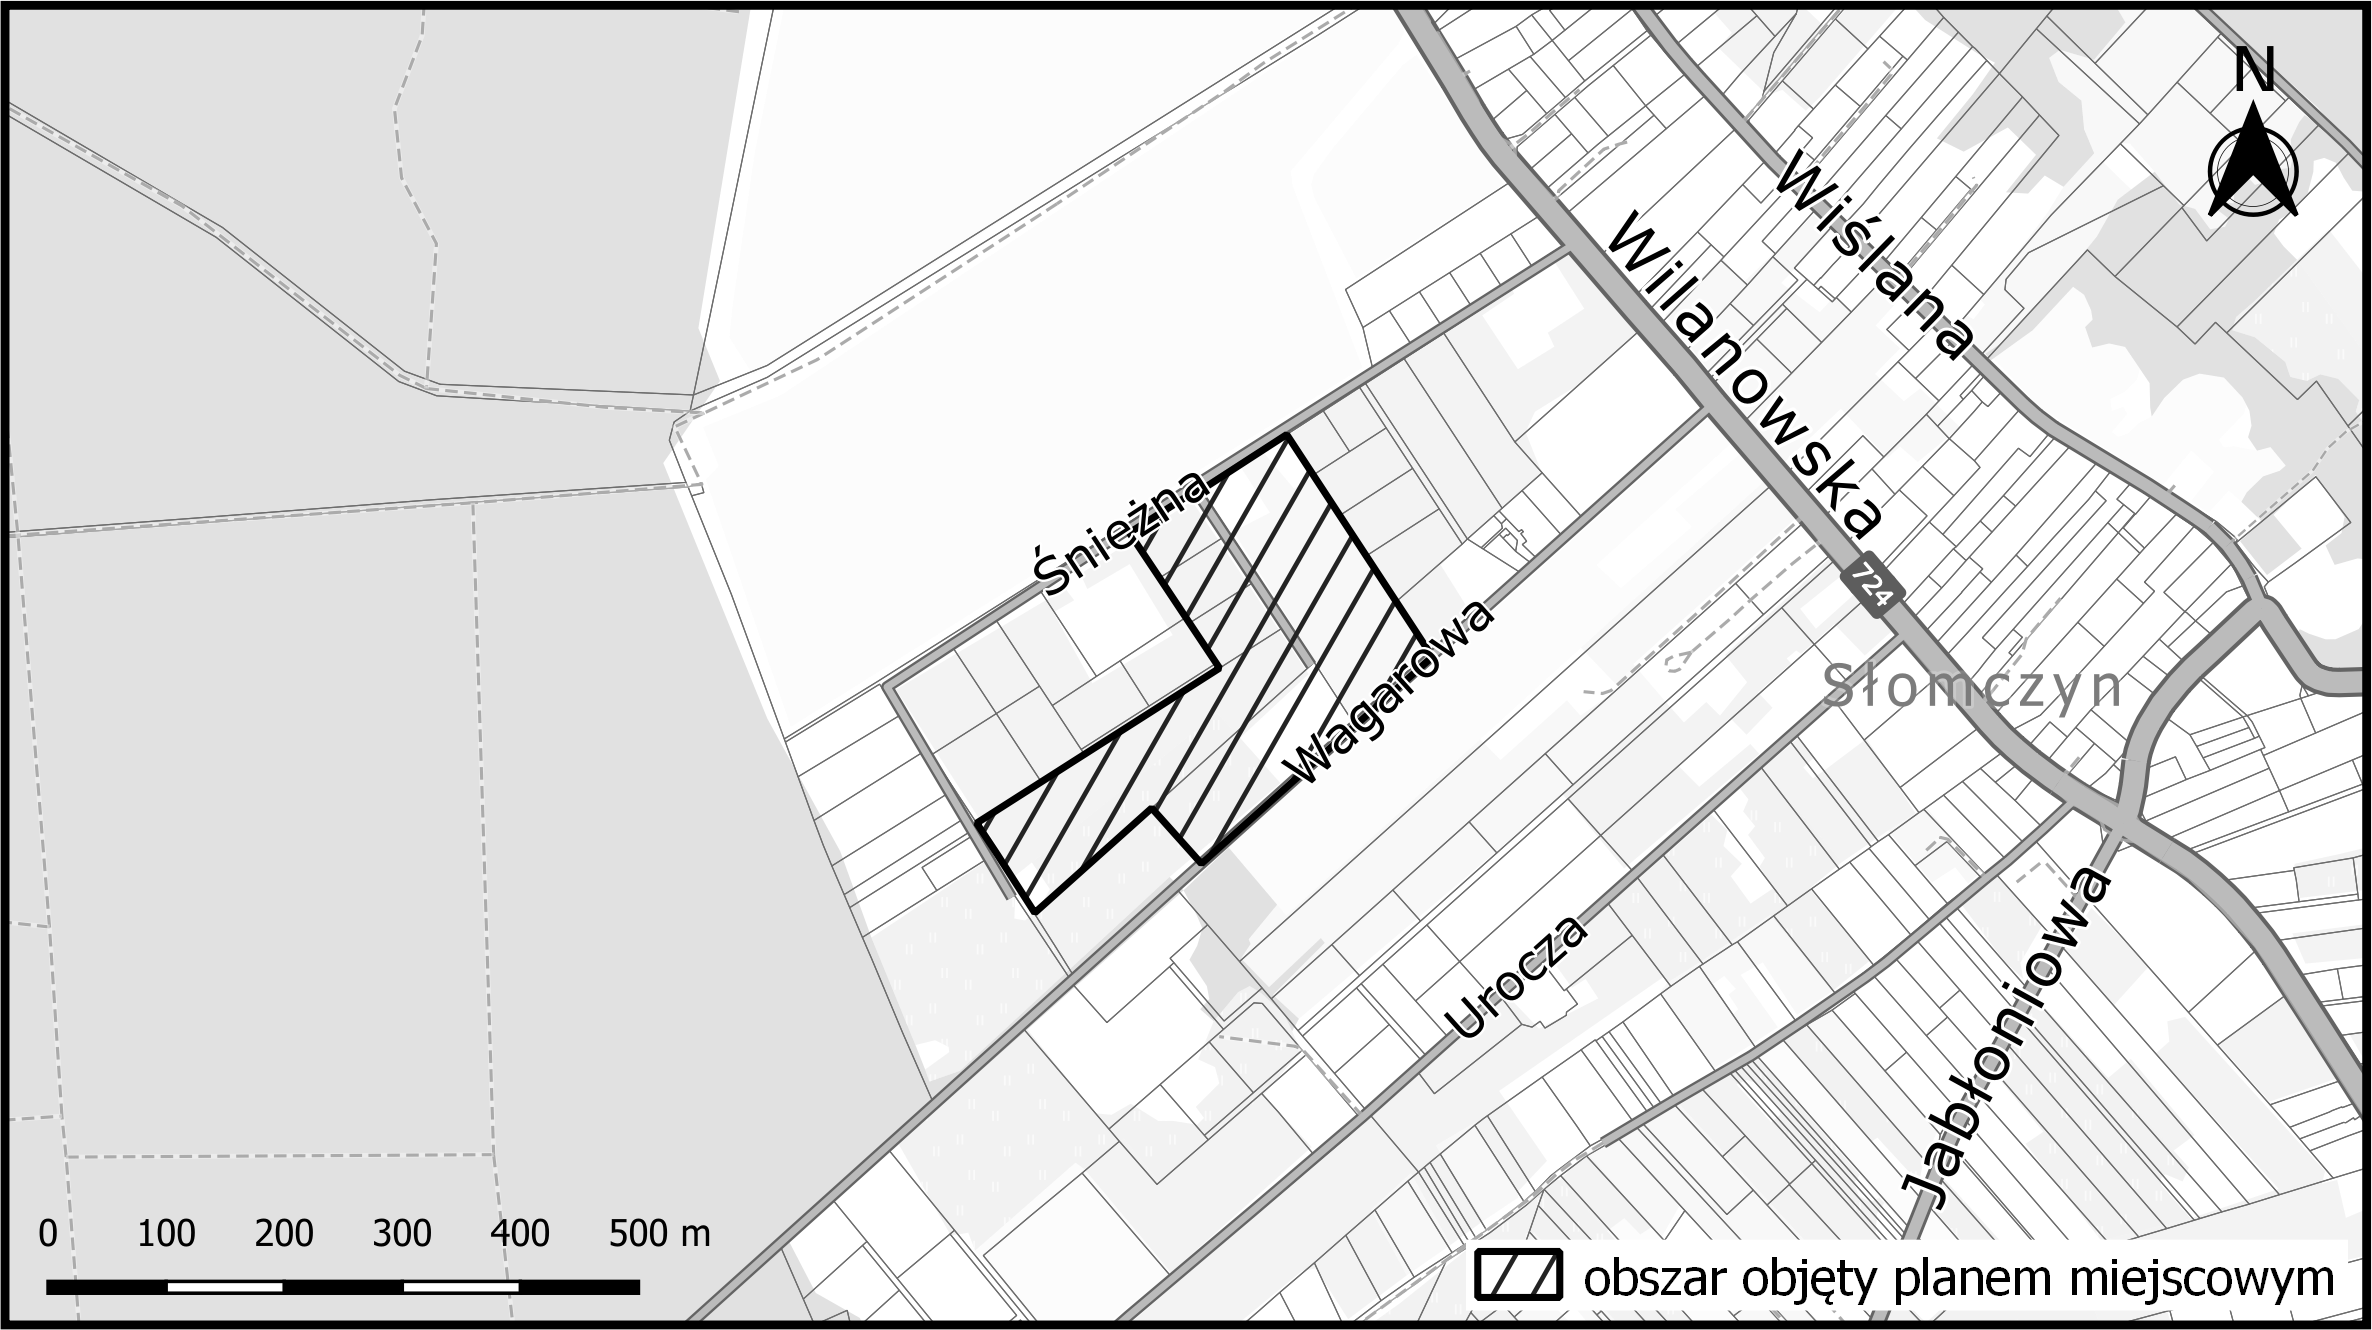 N
Wiślana
Wilanowska
Śnieżna
724
Wagarowa
Słomczyn
Urocza
Jabłoniowa
0 100 200 300 400 500 m
obszar objęty planem miejscowym